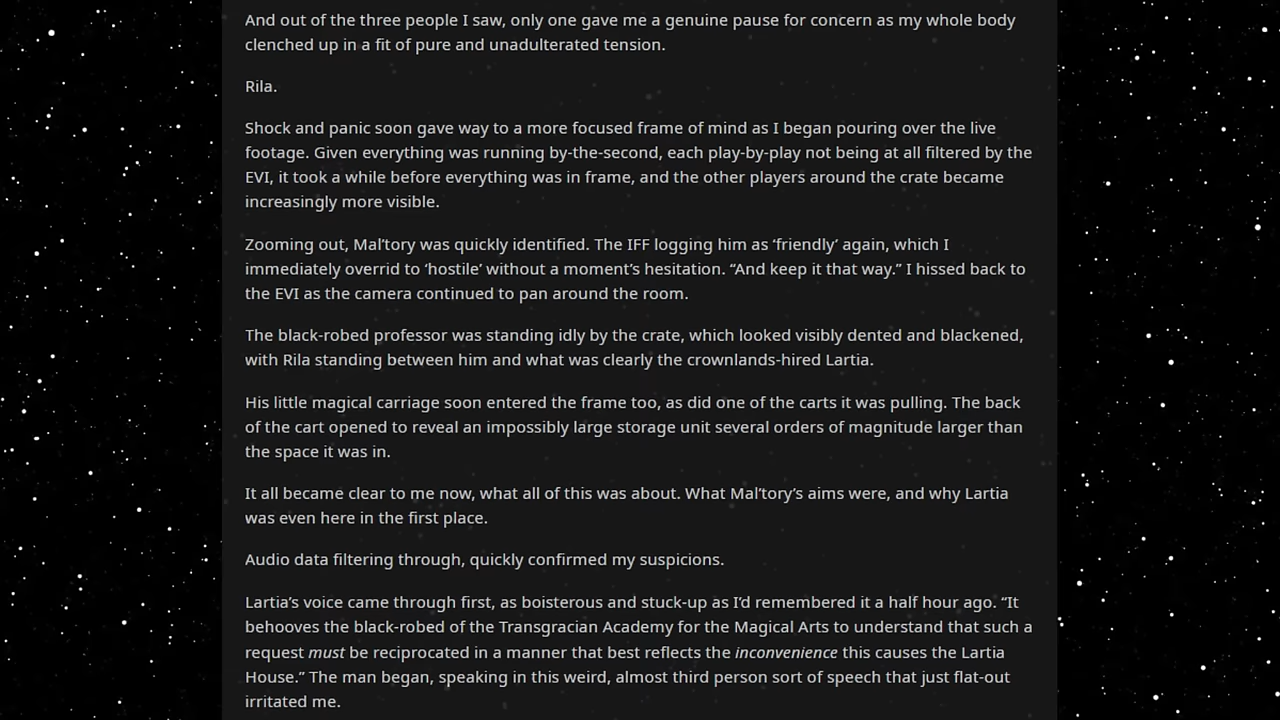 And out of the three people I saw, only one gave me a genuine pause for concern as my whole body
clenched up in a fit of pure and unadulterated tension.
Rila.
Shock and panic soon gave way to a more focused frame of mind as I began pouring over the live
footage. Given everything was running by-the-second, each play-by-play not being at all filtered by the
EVI, it took a while before everything was in frame, and the other players around the crate became
increasingly more visible.
Zooming out, Mal’tory was quickly identified. The IFF logging him as ‘friendly’ again, which I
immediately overrid to ‘hostile’ without a moment’s hesitation. “And keep it that way.” I hissed back to
the EVI as the camera continued to pan around the room.
The black-robed professor was standing idly by the crate, which looked visibly dented and blackened,
with Rila standing between him and what was clearly the crownlands-hired Lartia.
His little magical carriage soon entered the frame too, as did one of the carts it was pulling. The back
of the cart opened to reveal an impossibly large storage unit several orders of magnitude larger than
the space it was in.
It all became clear to me now, what all of this was about. What Mal’tory’s aims were, and why Lartia
was even here in the first place.
Audio data filtering through, quickly confirmed my suspicions.
Lartia’s voice came through first, as boisterous and stuck-up as I’d remembered it a half hour ago. “It
behooves the black-robed of the Transgracian Academy for the Magical Arts to understand that such a
request must be reciprocated in a manner that best reflects the inconvenience this causes the Lartia
House.” The man began, speaking in this weird, almost third person sort of speech that just flat-out
irritated me.